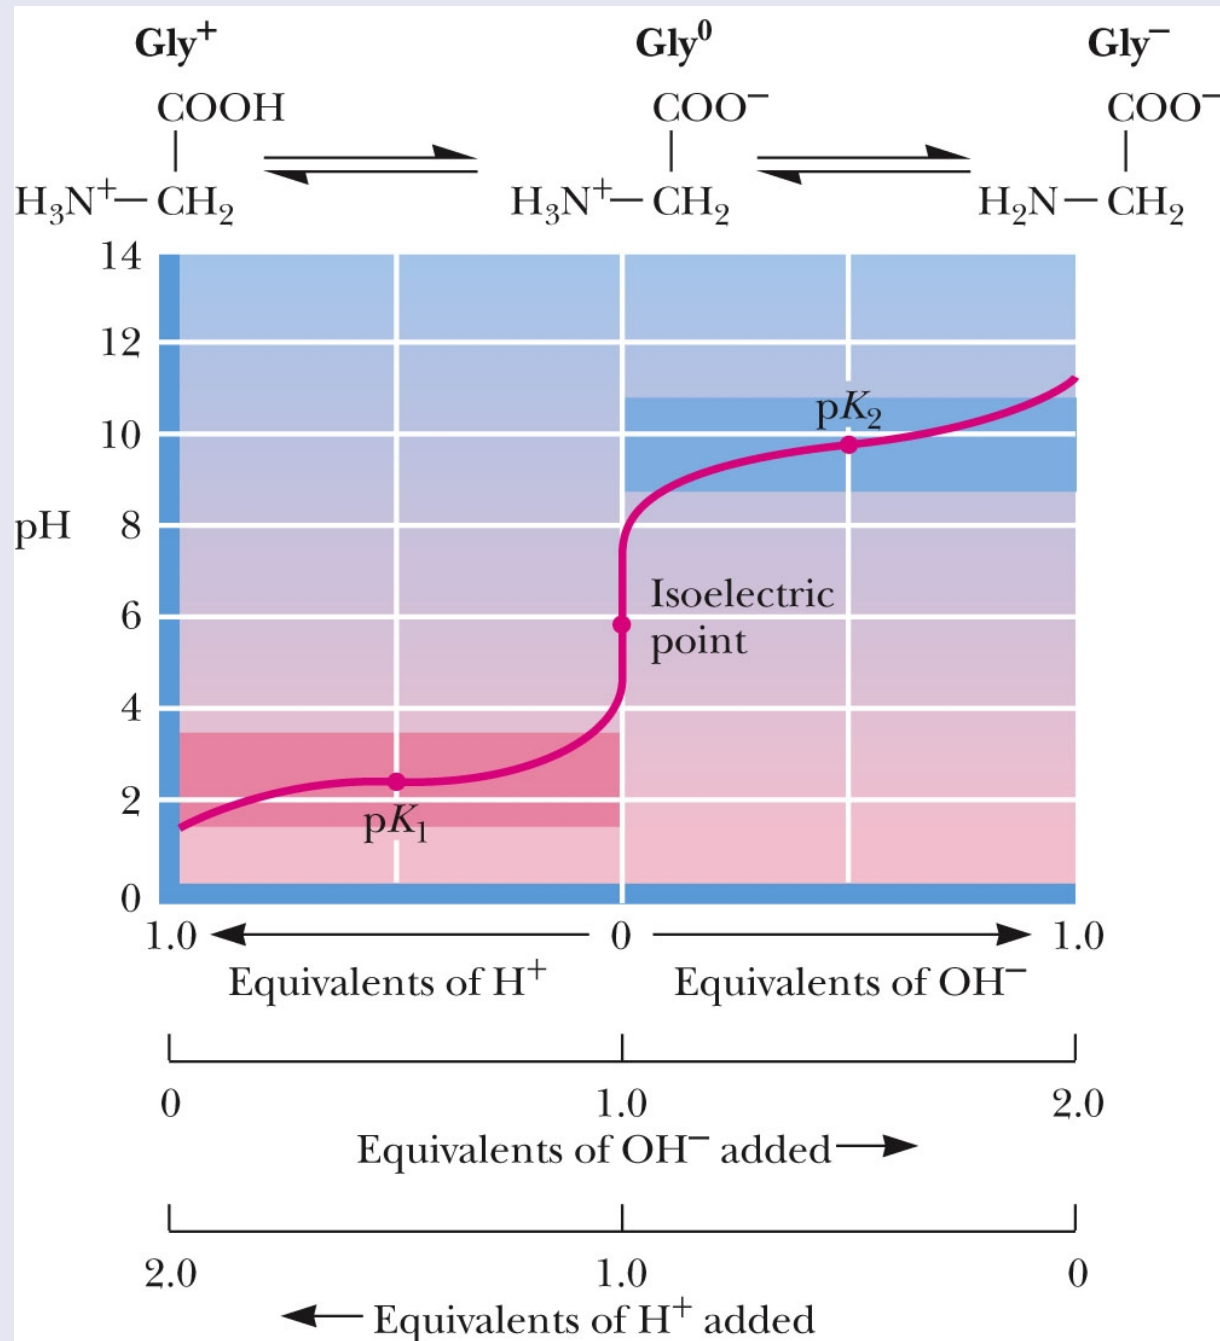 Gly⁺ Gly⁰ Gly⁻
COOH COO⁻ COO⁻
H₃N⁺—CH₂ H₃N⁺—CH₂ H₂N—CH₂
14
12
pK₂
10
pH
8
Isoelectric
6
point
4
2
pK₁
0
1.0 0 1.0
Equivalents of H⁺ Equivalents of OH⁻
0 1.0 2.0
Equivalents of OH⁻ added
2.0 1.0 0
Equivalents of H⁺ added